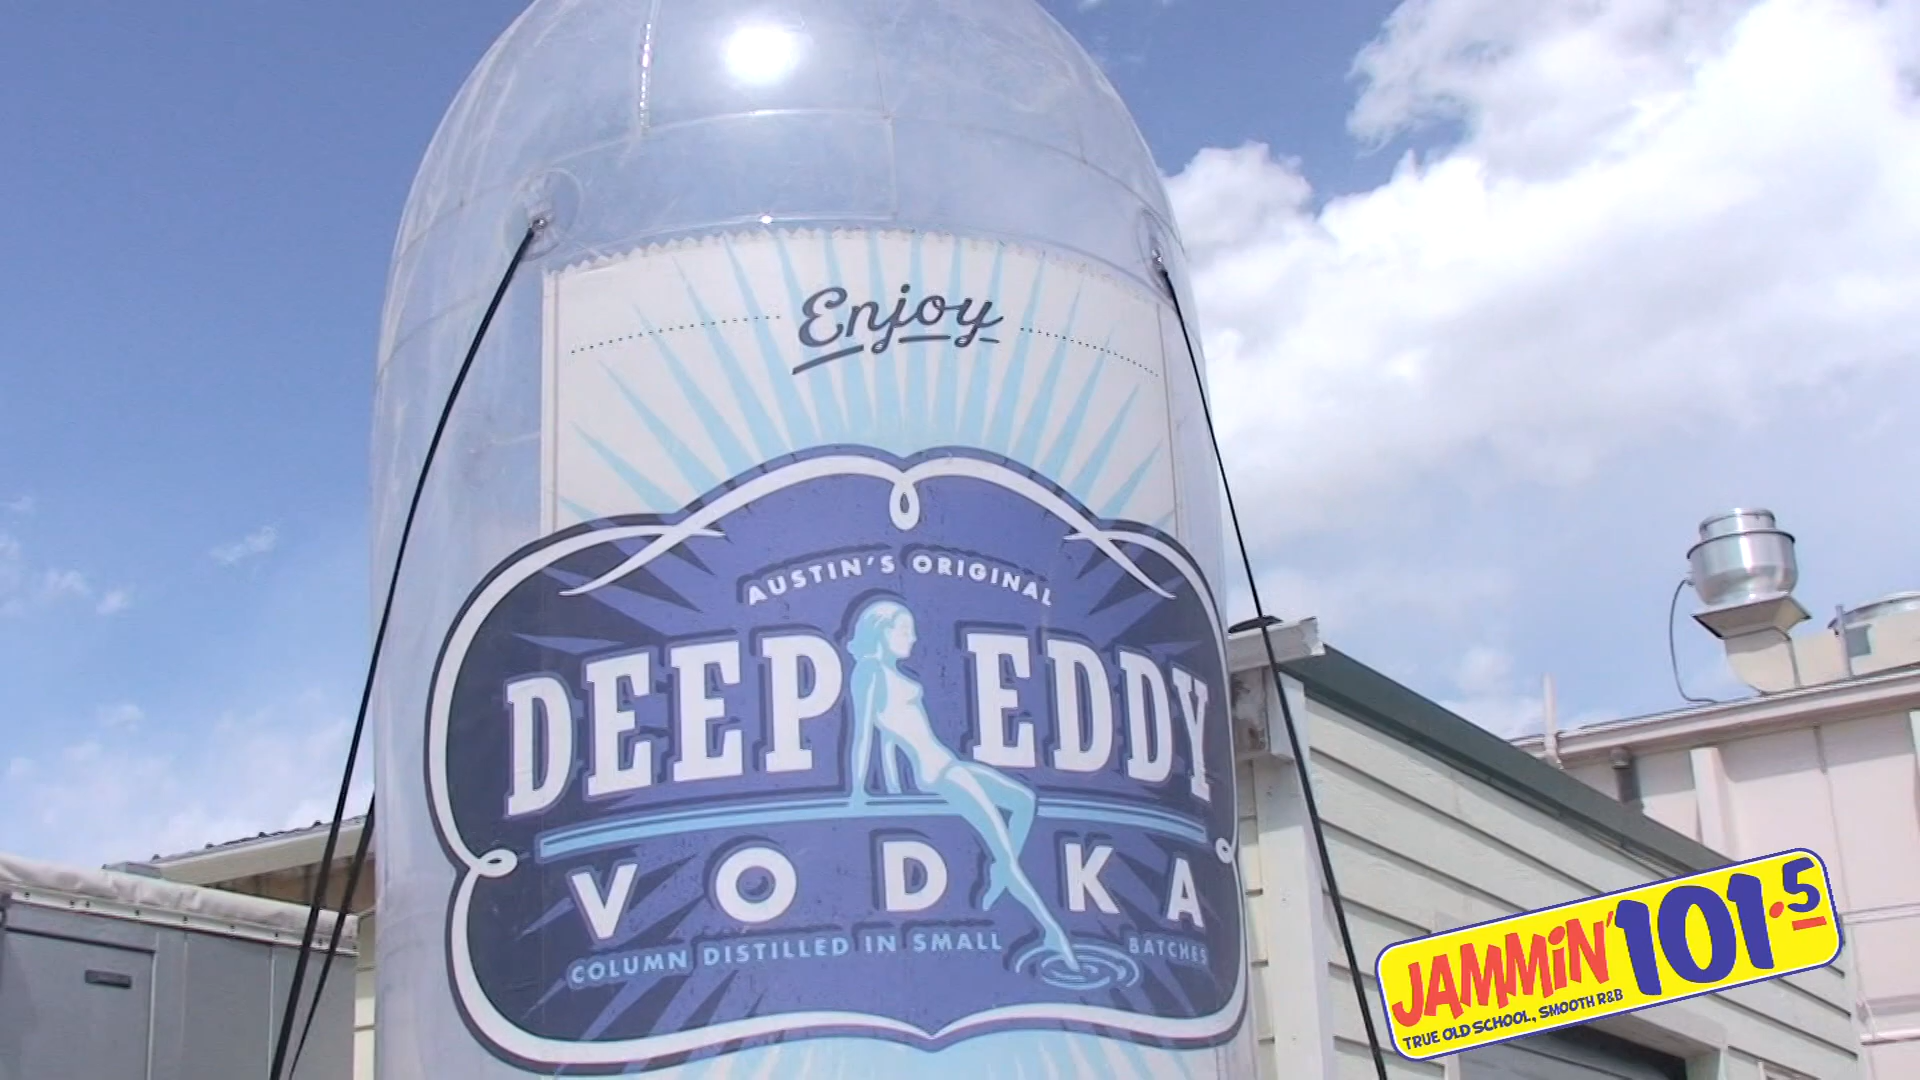 Enjoy
AUSTIN'S ORIGINAL
DEEP EDDY
VODKA
COLUMN DISTILLED IN SMALL BATCHES
JAMMiN' 101.5
TRUE OLD SCHOOL, SMOOTH R&B